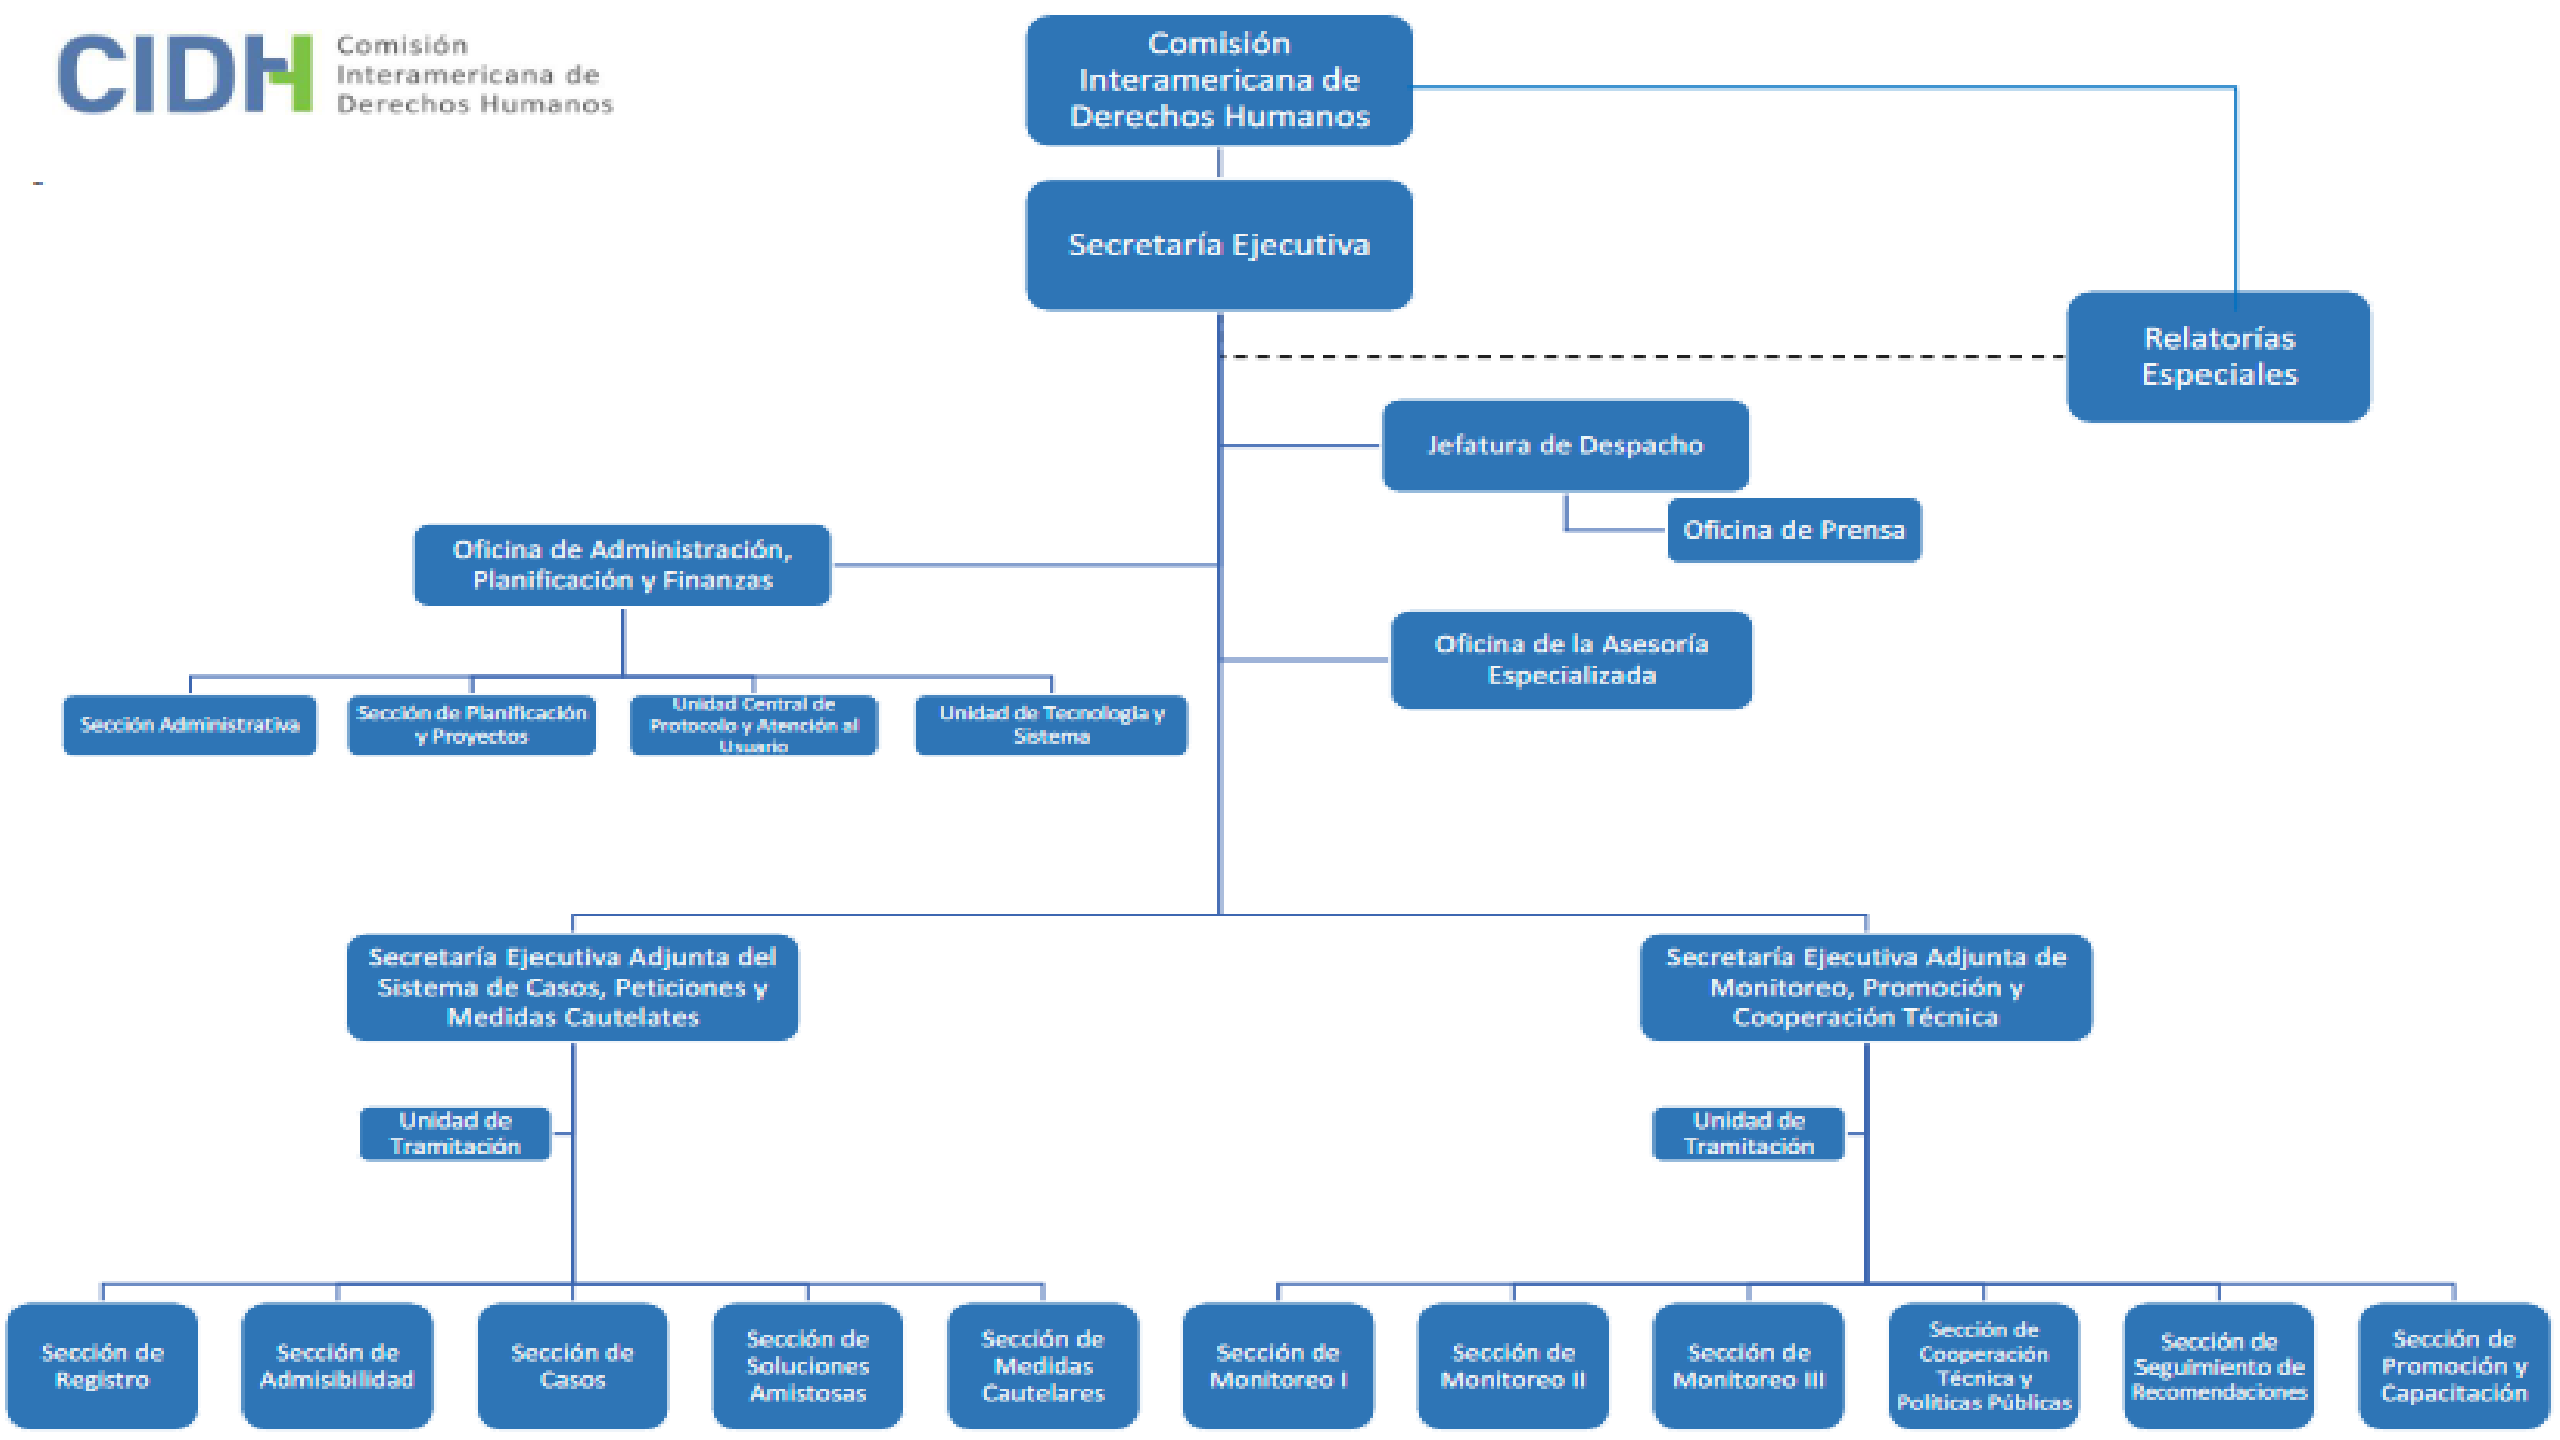 CIDH
Comisión
Interamericana de
Derechos Humanos
Comisión
Interamericana de
Derechos Humanos
Secretaría Ejecutiva
Relatorías
Especiales
Jefatura de Despacho
Oficina de Prensa
Oficina de Administración,
Planificación y Finanzas
Oficina de la Asesoría
Especializada
Sección Administrativa
Sección de Planificación
y Proyectos
Unidad Central de
Protocolo y Atención al
Usuario
Unidad de Tecnología y
Sistema
Secretaría Ejecutiva Adjunta del
Sistema de Casos, Peticiones y
Medidas Cautelates
Secretaría Ejecutiva Adjunta de
Monitoreo, Promoción y
Cooperación Técnica
Unidad de
Tramitación
Unidad de
Tramitación
Sección de
Registro
Sección de
Admisibilidad
Sección de
Casos
Sección de
Soluciones
Amistosas
Sección de
Medidas
Cautelares
Sección de
Monitoreo I
Sección de
Monitoreo II
Sección de
Monitoreo III
Sección de
Cooperación
Técnica y
Políticas Públicas
Sección de
Seguimiento de
Recomendaciones
Sección de
Promoción y
Capacitación